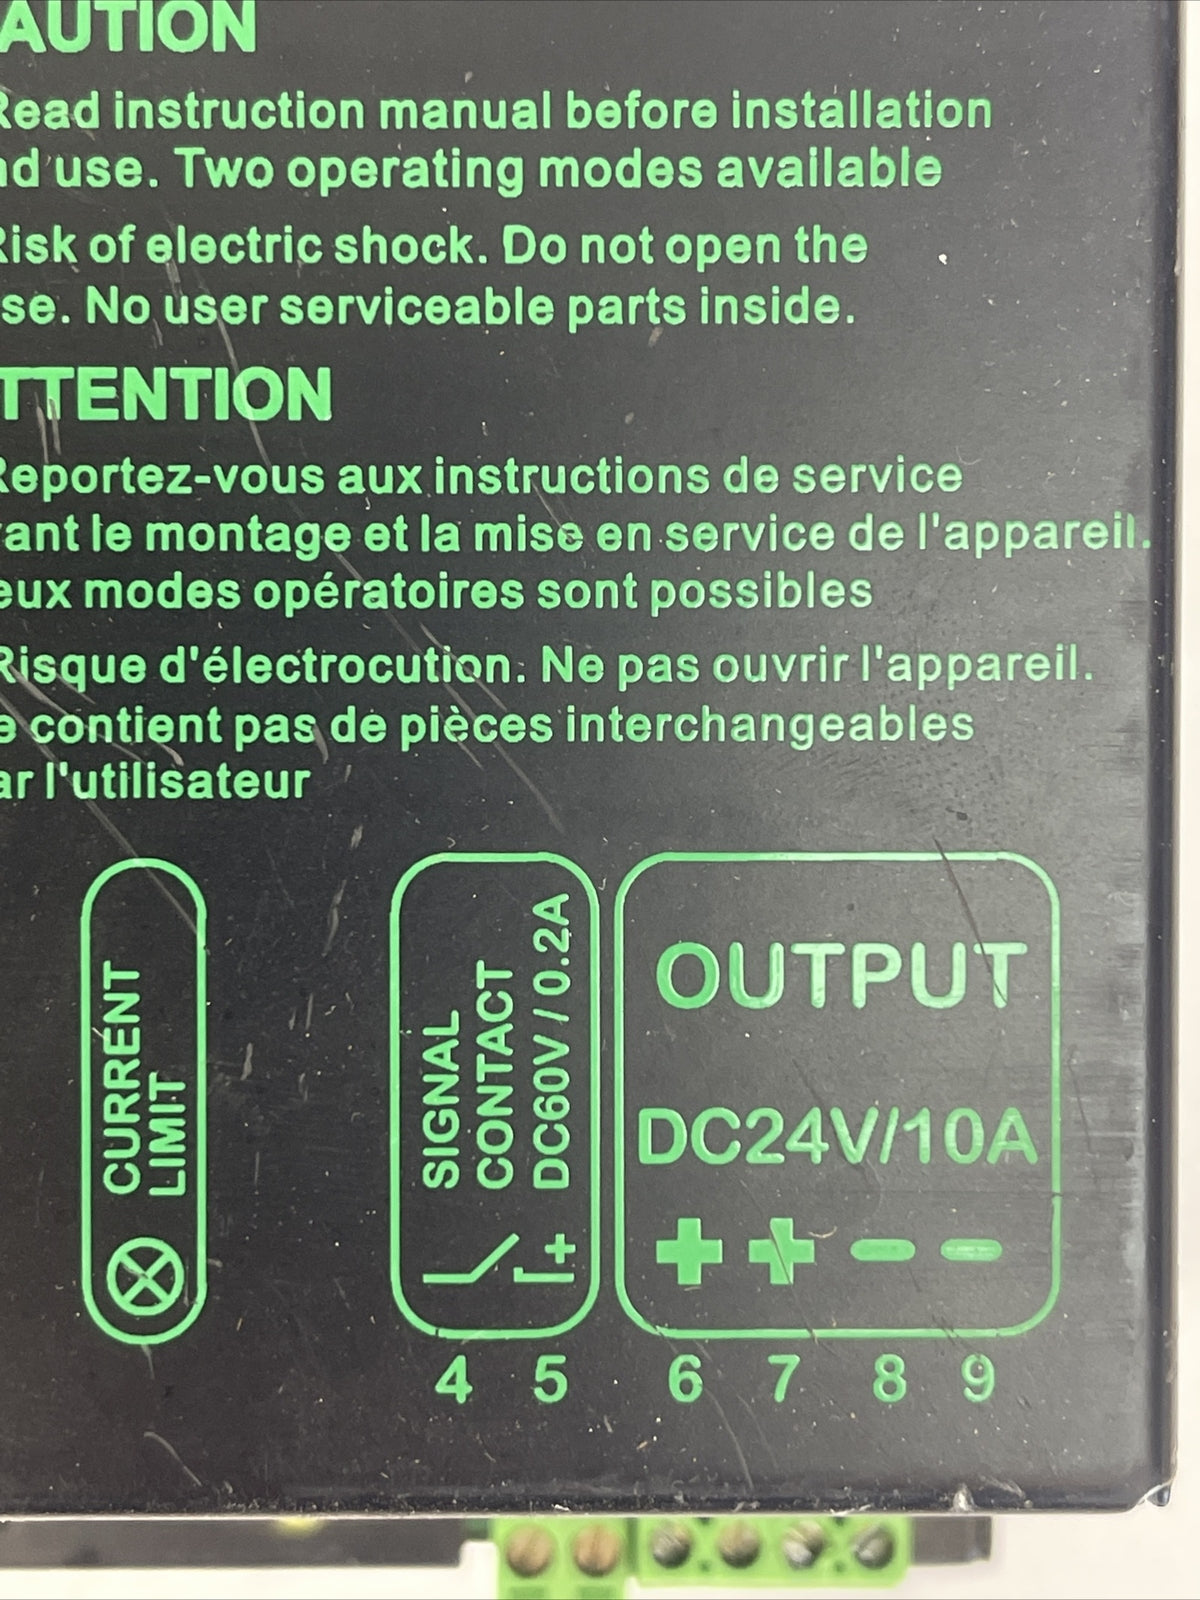 AUTION
Read instruction manual before installation
nd use. Two operating modes available
Risk of electric shock. Do not open the
se. No user serviceable parts inside.
TTENTION
Reportez-vous aux instructions de service
vant le montage et la mise en service de l'appareil.
eux modes opératoires sont possibles
Risque d'électrocution. Ne pas ouvrir l'appareil.
e contient pas de pièces interchangeables
ar l'utilisateur
CURRENT
LIMIT
SIGNAL
CONTACT
DC60V / 0.2A
+
OUTPUT
DC24V/10A
+ + - -
4 5 6 7 8 9